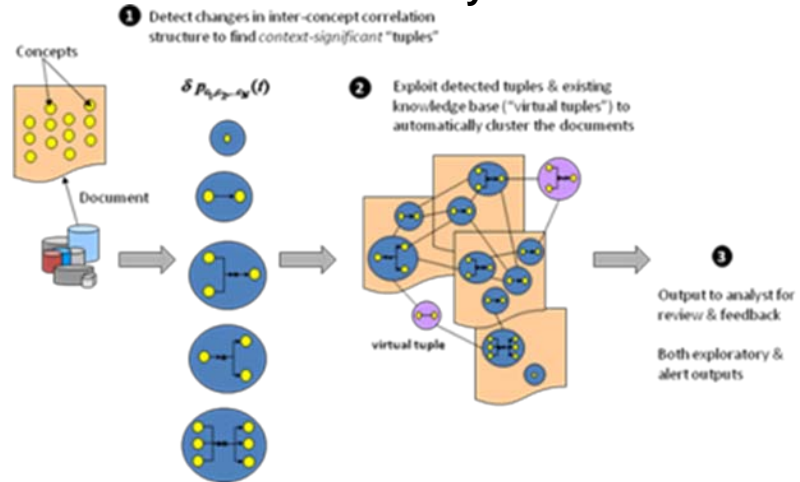 1 Detect changes in inter-concept correlation
structure to find context-significant "tuples"
Concepts
2 Exploit detected tuples & existing
knowledge base ("virtual tuples") to
automatically cluster the documents
Document
3
Output to analyst for
review & feedback
virtual tuple
Both exploratory &
alert outputs